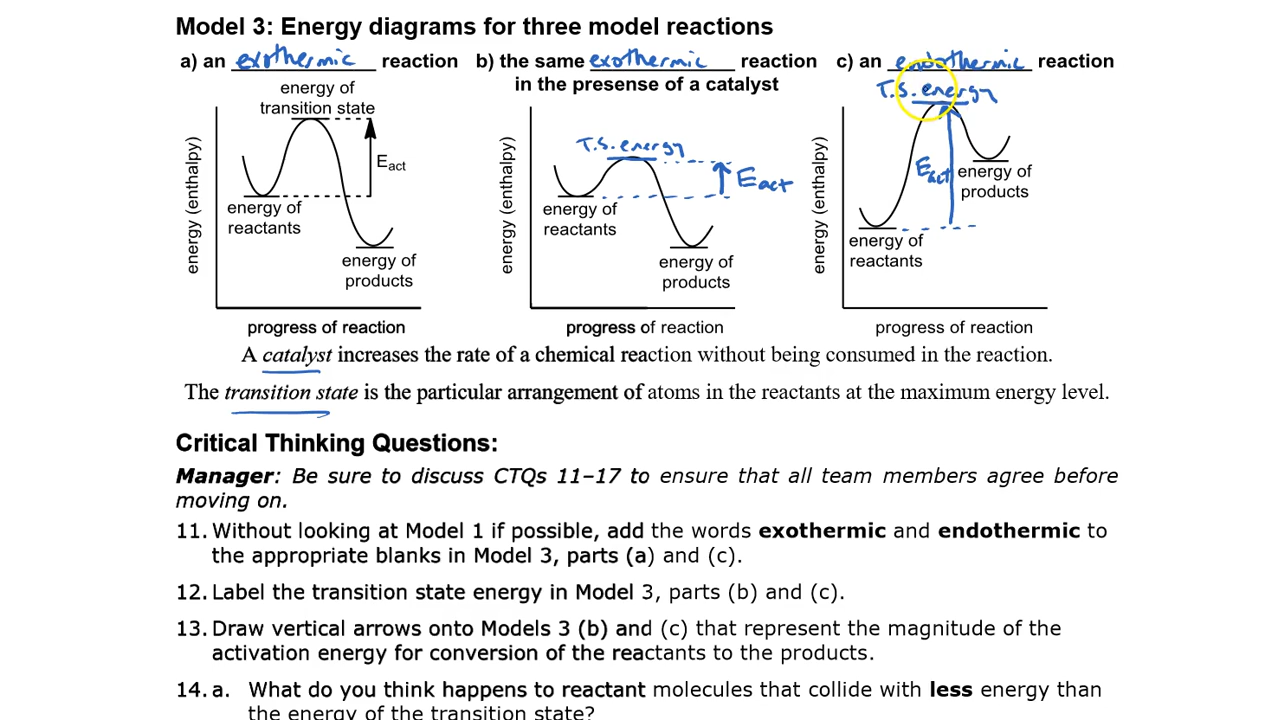 Model 3: Energy diagrams for three model reactions
a) an exothermic reaction b) the same exothermic reaction c) an endothermic reaction
in the presense of a catalyst
energy of
transition state
Eact
energy of
reactants
energy of
products
energy (enthalpy)
progress of reaction
T.S. energy
Eact
energy of
reactants
energy of
products
energy (enthalpy)
progress of reaction
T.S. energy
Eact
energy of
products
energy of
reactants
energy (enthalpy)
progress of reaction
A catalyst increases the rate of a chemical reaction without being consumed in the reaction.
The transition state is the particular arrangement of atoms in the reactants at the maximum energy level.
Critical Thinking Questions:
Manager: Be sure to discuss CTQs 11–17 to ensure that all team members agree before
moving on.
11. Without looking at Model 1 if possible, add the words exothermic and endothermic to
the appropriate blanks in Model 3, parts (a) and (c).
12. Label the transition state energy in Model 3, parts (b) and (c).
13. Draw vertical arrows onto Models 3 (b) and (c) that represent the magnitude of the
activation energy for conversion of the reactants to the products.
14. a. What do you think happens to reactant molecules that collide with less energy than
the energy of the transition state?